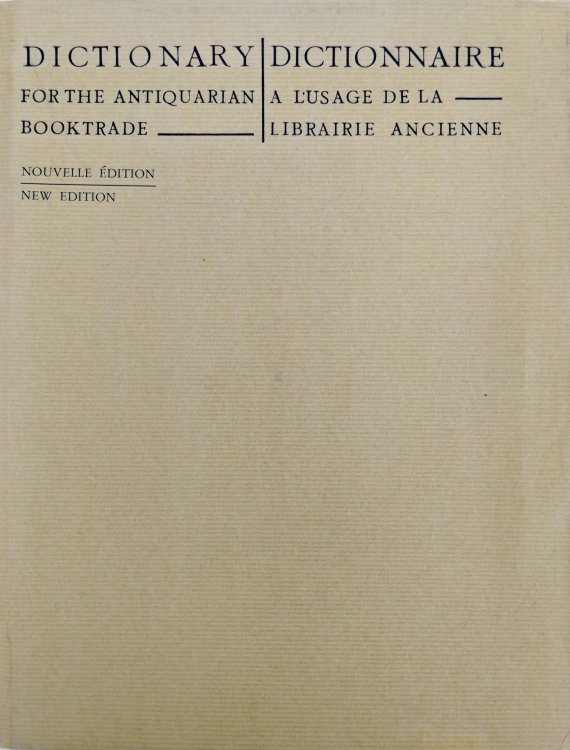 DICTIONARY
FOR THE ANTIQUARIAN
BOOKTRADE
DICTIONNAIRE
A L'USAGE DE LA
LIBRAIRIE ANCIENNE
NOUVELLE ÉDITION
NEW EDITION